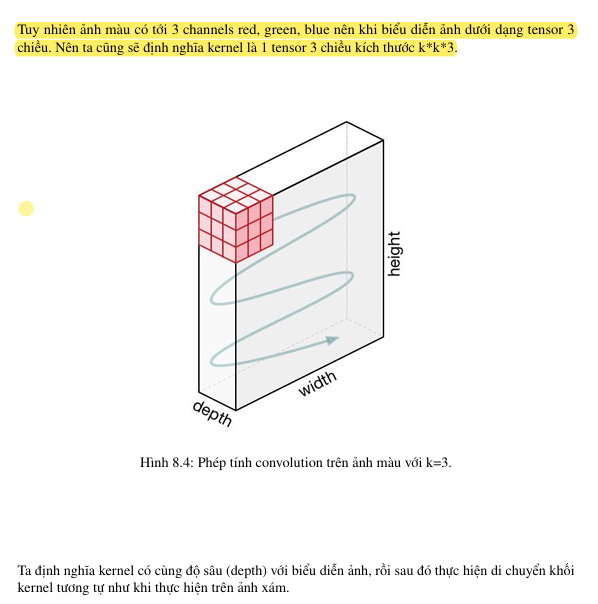 Tuy nhiên ảnh màu có tới 3 channels red, green, blue nên khi biểu diễn ảnh dưới dạng tensor 3
chiều. Nên ta cũng sẽ định nghĩa kernel là 1 tensor 3 chiều kích thước k*k*3.
height
width
depth
Hình 8.4: Phép tính convolution trên ảnh màu với k=3.
Ta định nghĩa kernel có cùng độ sâu (depth) với biểu diễn ảnh, rồi sau đó thực hiện di chuyển khối
kernel tương tự như khi thực hiện trên ảnh xám.